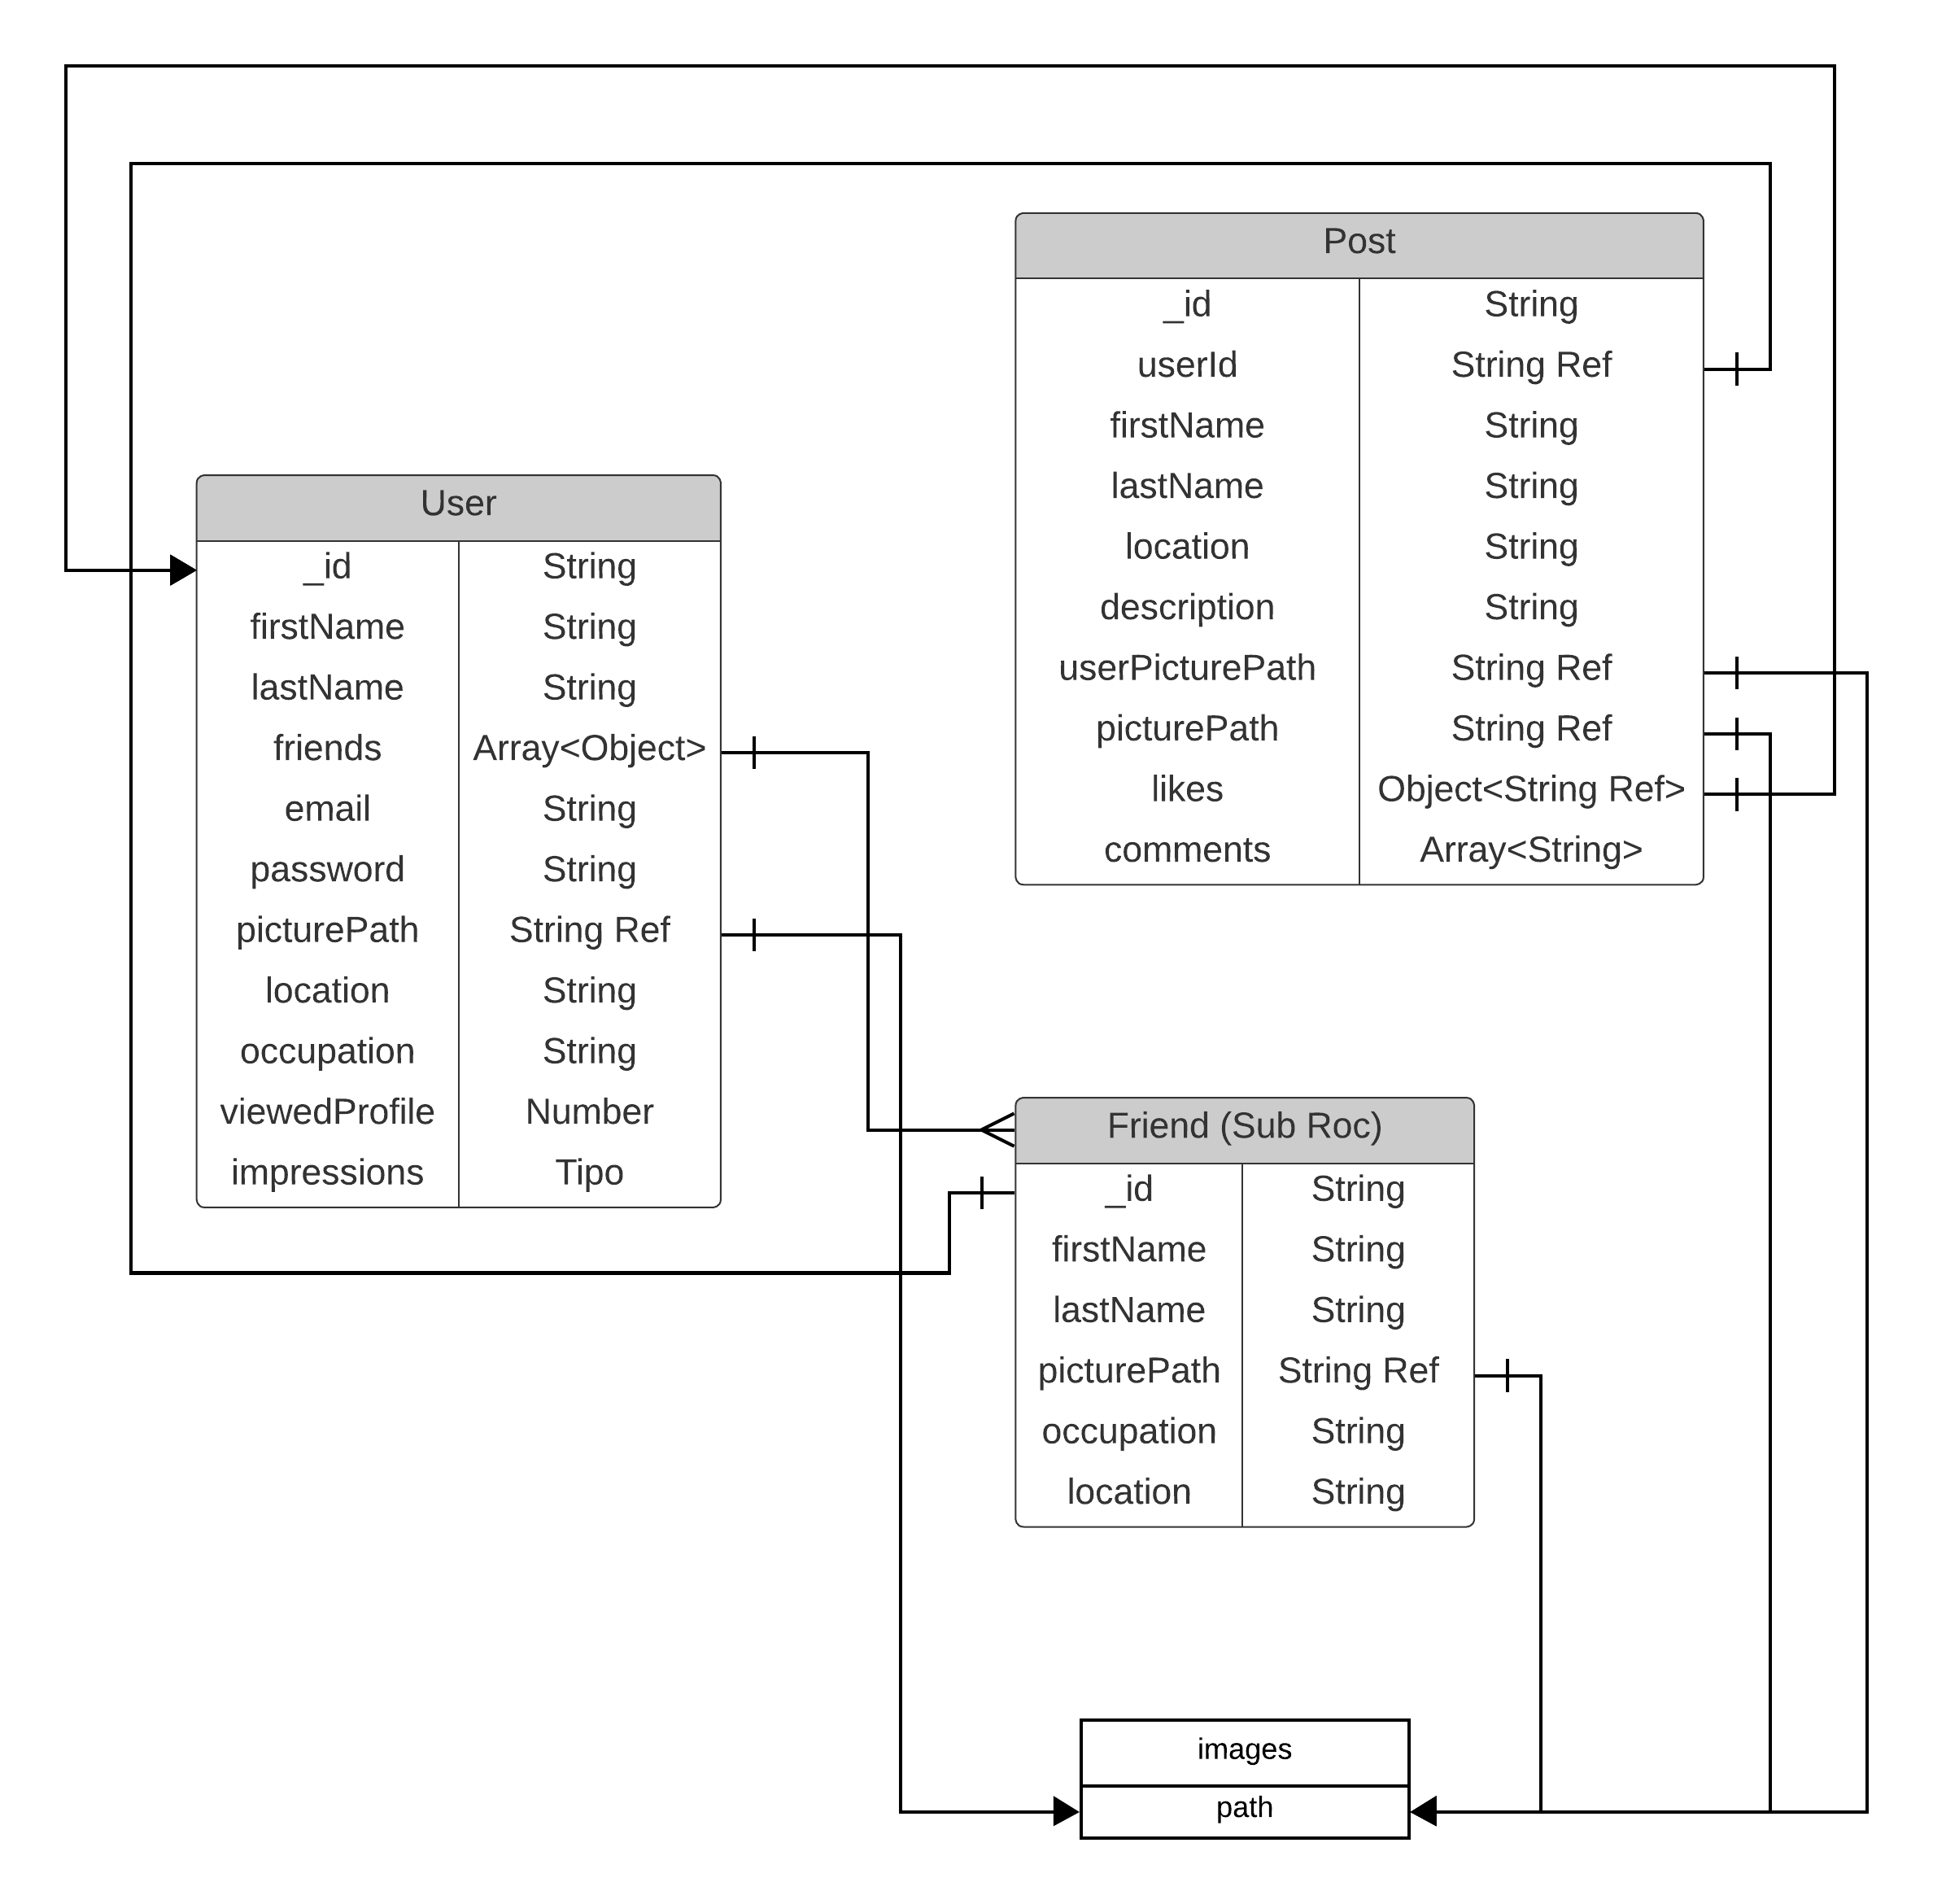 Post
_id String
userId String Ref
firstName String
lastName String
location String
description String
userPicturePath String Ref
picturePath String Ref
likes Object<String Ref>
comments Array<String>
User
_id String
firstName String
lastName String
friends Array<Object>
email String
password String
picturePath String Ref
location String
occupation String
viewedProfile Number
impressions Tipo
Friend (Sub Roc)
_id String
firstName String
lastName String
picturePath String Ref
occupation String
location String
images
path